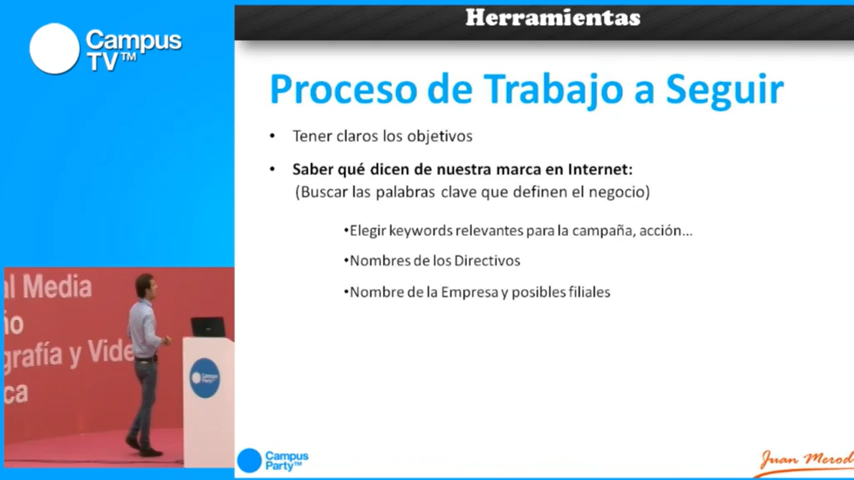 Campus
TV™
Herramientas
Proceso de Trabajo a Seguir
• Tener claros los objetivos
• Saber qué dicen de nuestra marca en Internet:
(Buscar las palabras clave que definen el negocio)
•Elegir keywords relevantes para la campaña, acción...
•Nombres de los Directivos
•Nombre de la Empresa y posibles filiales
al Media
ño
grafía y Vide
ca
Campus
Party™
Campus
Party™
Juan Merod